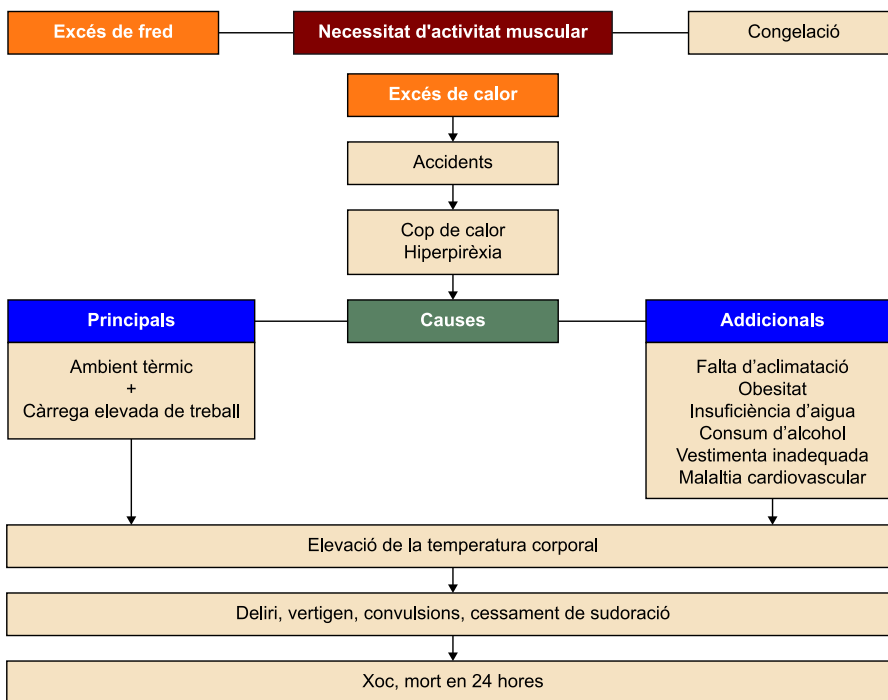 Excés de fred
Necessitat d'activitat muscular
Congelació
Excés de calor
Accidents
Cop de calor
Hiperpirèxia
Principals
Causes
Addicionals
Ambient tèrmic
+
Càrrega elevada de treball
Falta d’aclimatació
Obesitat
Insuficiència d’aigua
Consum d’alcohol
Vestimenta inadequada
Malaltia cardiovascular
Elevació de la temperatura corporal
Deliri, vertigen, convulsions, cessament de sudoració
Xoc, mort en 24 hores